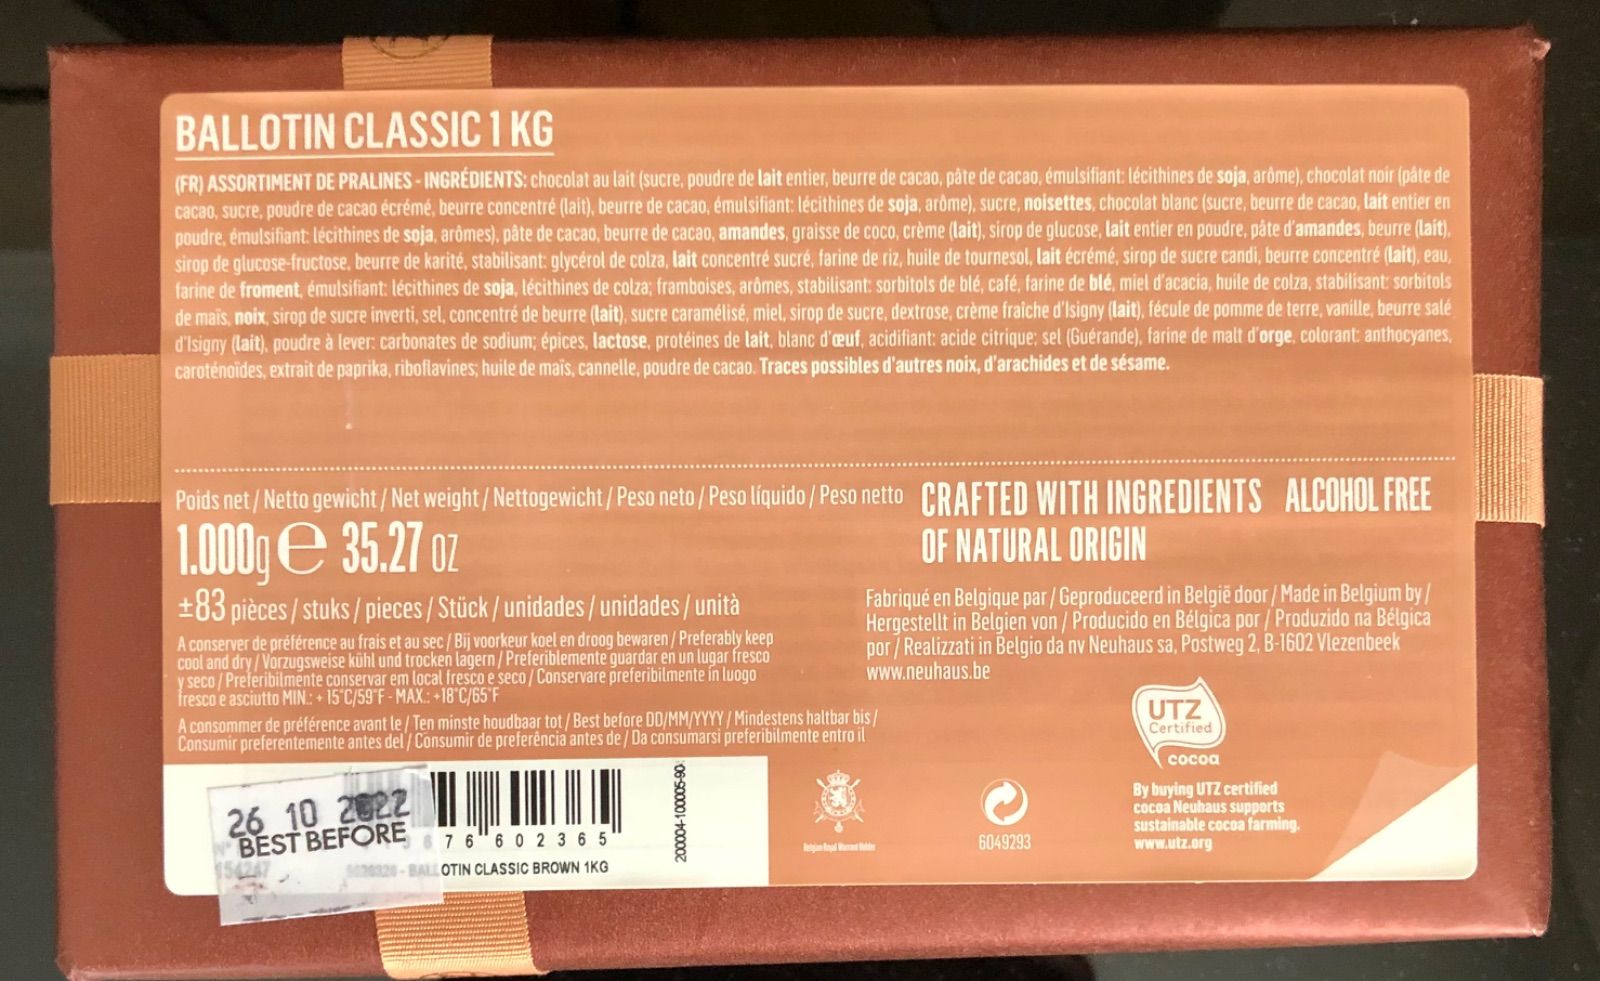 BALLOTIN CLASSIC 1 KG
(FR) ASSORTIMENT DE PRALINES - INGRÉDIENTS: chocolat au lait (sucre, poudre de lait entier, beurre de cacao, pâte de cacao, émulsifiant: lécithines de soja, arôme), chocolat noir (pâte de
cacao, sucre, poudre de cacao écrémé, beurre concentré (lait), beurre de cacao, émulsifiant: lécithines de soja, arôme), sucre, noisettes, chocolat blanc (sucre, beurre de cacao, lait entier en
poudre, émulsifiant: lécithines de soja, arômes), pâte de cacao, beurre de cacao, amandes, graisse de coco, crème (lait), sirop de glucose, lait entier en poudre, pâte d'amandes, beurre (lait),
sirop de glucose-fructose, beurre de karité, stabilisant: glycérol de colza, lait concentré sucré, farine de riz, huile de tournesol, lait écrémé, sirop de sucre candi, beurre concentré (lait), eau,
farine de froment, émulsifiant: lécithines de soja, lécithines de colza; framboises, arômes, stabilisant: sorbitols de blé, café, farine de blé, miel d'acacia, huile de colza, stabilisant: sorbitols
de maïs, noix, sirop de sucre inverti, sel, concentré de beurre (lait), sucre caramélisé, miel, sirop de sucre, dextrose, crème fraîche d'Isigny (lait), fécule de pomme de terre, vanille, beurre salé
d'Isigny (lait), poudre à lever: carbonates de sodium; épices, lactose, protéines de lait, blanc d'œuf, acidifiant: acide citrique; sel (Guérande), farine de malt d'orge, colorant: anthocyanes,
caroténoïdes, extrait de paprika, riboflavines; huile de maïs, cannelle, poudre de cacao. Traces possibles d'autres noix, d'arachides et de sésame.
Poids net / Netto gewicht / Net weight / Nettogewicht / Peso neto / Peso líquido / Peso netto
1.000g e 35.27 OZ
±83 pièces / stuks / pieces / Stück / unidades / unidades / unità
A conserver de préférence au frais et au sec / Bij voorkeur koel en droog bewaren / Preferably keep
cool and dry / Vorzugsweise kühl und trocken lagern / Preferiblemente guardar en un lugar fresco
y seco / Preferibilmente conservar em local fresco e seco / Conservare preferibilmente in luogo
fresco e asciutto MIN.: + 15°C/59°F - MAX.: +18°C/65°F
A consommer de préférence avant le / Ten minste houdbaar tot / Best before DD/MM/YYYY / Mindestens haltbar bis /
Consumir preferentemente antes del / Consumir de preferência antes de / Da consumarsi preferibilmente entro il
CRAFTED WITH INGREDIENTS ALCOHOL FREE
OF NATURAL ORIGIN
Fabriqué en Belgique par / Geproduceerd in België door / Made in Belgium by /
Hergestellt in Belgien von / Producido en Bélgica por / Produzido na Bélgica
por / Realizzati in Belgio da nv Neuhaus sa, Postweg 2, B-1602 Vlezenbeek
www.neuhaus.be
UTZ
Certified
cocoa
By buying UTZ certified
cocoa Neuhaus supports
sustainable cocoa farming.
www.utz.org
Belgian Royal Warrant Holder
6049293
26 10 2022
BEST BEFORE
76 602365
154247
OTIN CLASSIC BROWN 1KG
200004-100005-90